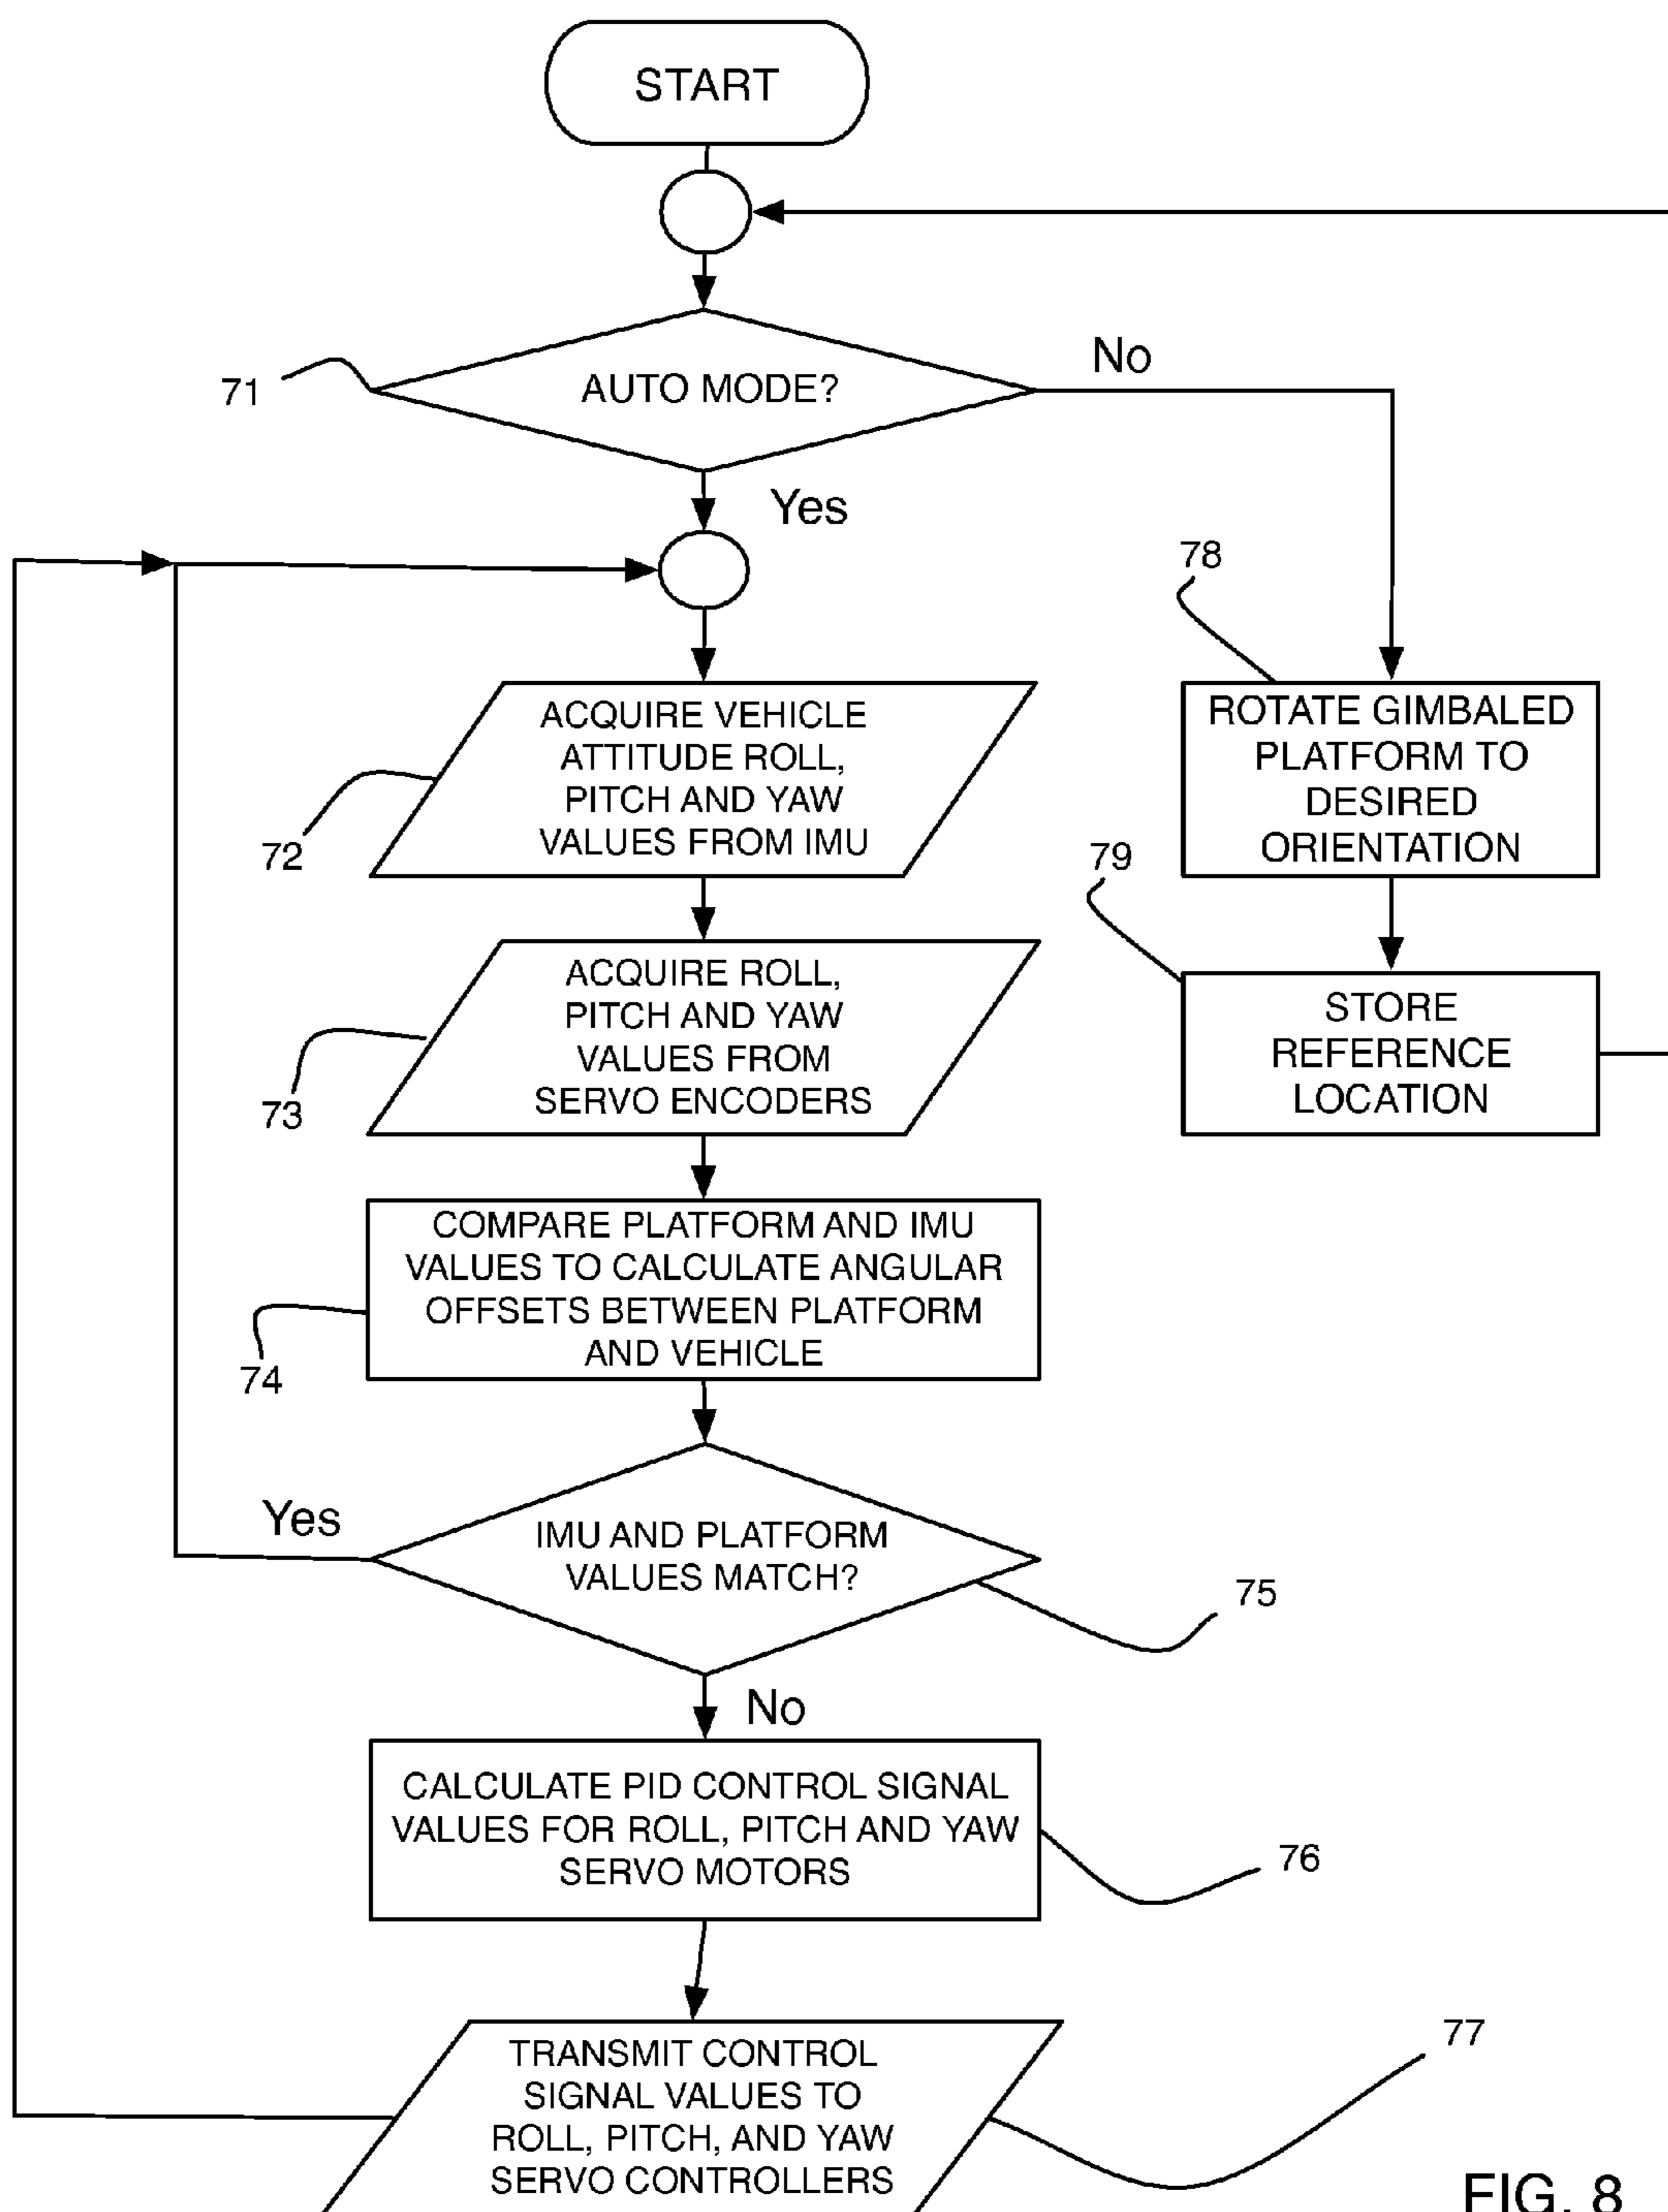 START
AUTO MODE?
No
71
Yes
78
ACQUIRE VEHICLE
ATTITUDE ROLL,
PITCH AND YAW
VALUES FROM IMU
72
ROTATE GIMBALED
PLATFORM TO
DESIRED
ORIENTATION
79
ACQUIRE ROLL,
PITCH AND YAW
VALUES FROM
SERVO ENCODERS
73
STORE
REFERENCE
LOCATION
COMPARE PLATFORM AND IMU
VALUES TO CALCULATE ANGULAR
OFFSETS BETWEEN PLATFORM
AND VEHICLE
74
Yes
IMU AND PLATFORM
VALUES MATCH?
75
No
CALCULATE PID CONTROL SIGNAL
VALUES FOR ROLL, PITCH AND YAW
SERVO MOTORS
76
77
TRANSMIT CONTROL
SIGNAL VALUES TO
ROLL, PITCH, AND YAW
SERVO CONTROLLERS
FIG. 8